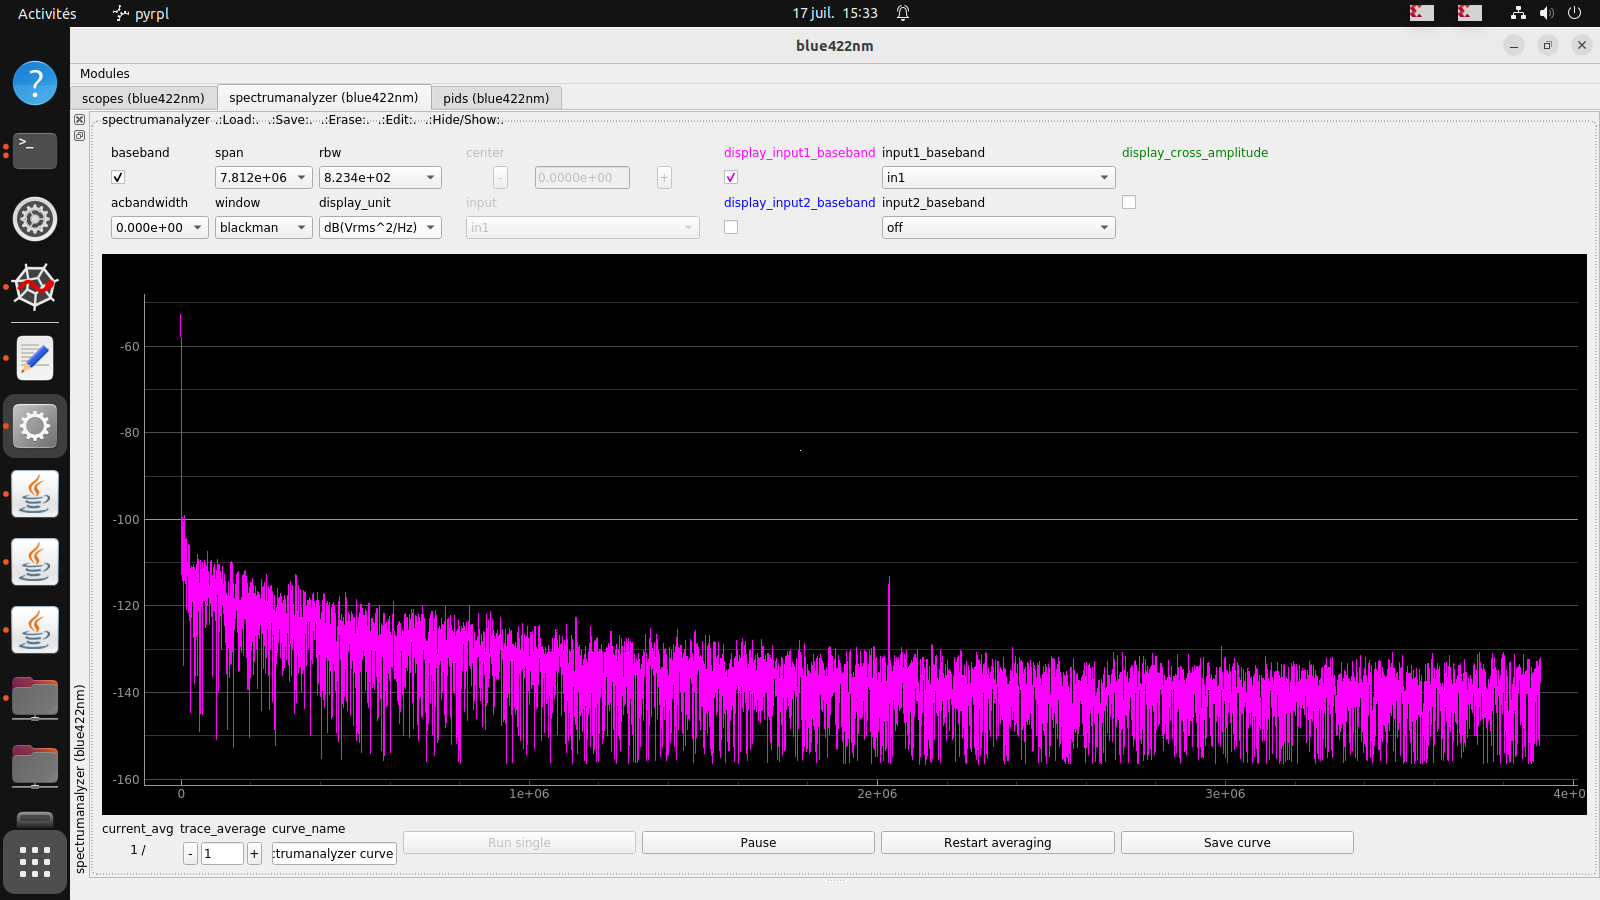 Activités pyrpl 17 juil. 15:33
blue422nm
Modules
scopes (blue422nm) spectrumanalyzer (blue422nm) pids (blue422nm)
spectrumanalyzer .:Load:. .:Save:. .:Erase:. .:Edit:. .:Hide/Show:.
baseband span rbw center display_input1_baseband input1_baseband display_cross_amplitude
7.812e+06 8.234e+02 - 0.0000e+00 + in1
acbandwidth window display_unit input display_input2_baseband input2_baseband
0.000e+00 blackman dB(Vrms^2/Hz) in1 off
-60
-80
-100
-120
-140
-160
0 1e+06 2e+06 3e+06 4e+0
spectrumanalyzer (blue422nm)
current_avg trace_average curve_name
1 / - 1 + :trumanalyzer curve Run single Pause Restart averaging Save curve